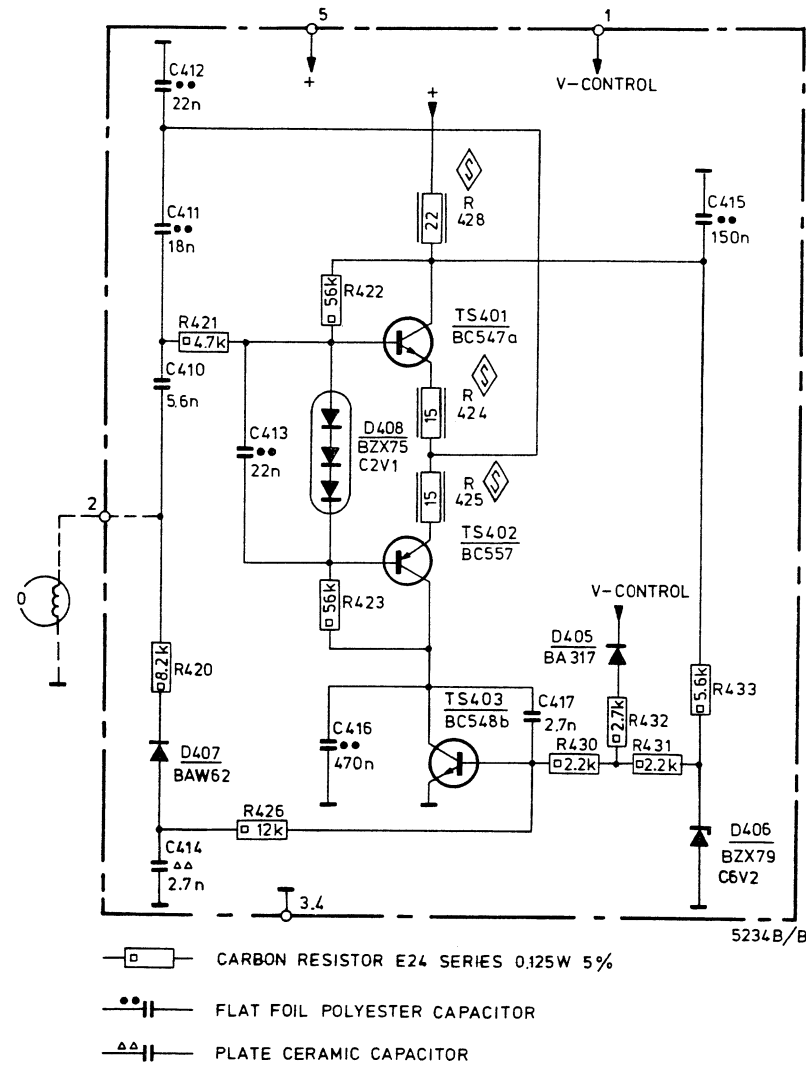 5
1
C412
22n
+
V-CONTROL
+
S
R
428
22
C411
18n
C415
150n
56k
R422
R421
4.7k
TS401
BC547a
C410
5.6n
S
R
424
15
C413
22n
D408
BZX75
C2V1
S
R
425
15
2
TS402
BC557
0
56k
R423
V-CONTROL
D405
BA317
8.2k
R420
5.6k
R433
TS403
BC548b
C417
2.7n
2.7k
R432
C416
470n
R430
2.2k
R431
2.2k
D407
BAW62
R426
12k
D406
BZX79
C6V2
C414
2.7n
3.4
5234B/B
CARBON RESISTOR E24 SERIES 0,125W 5%
FLAT FOIL POLYESTER CAPACITOR
PLATE CERAMIC CAPACITOR